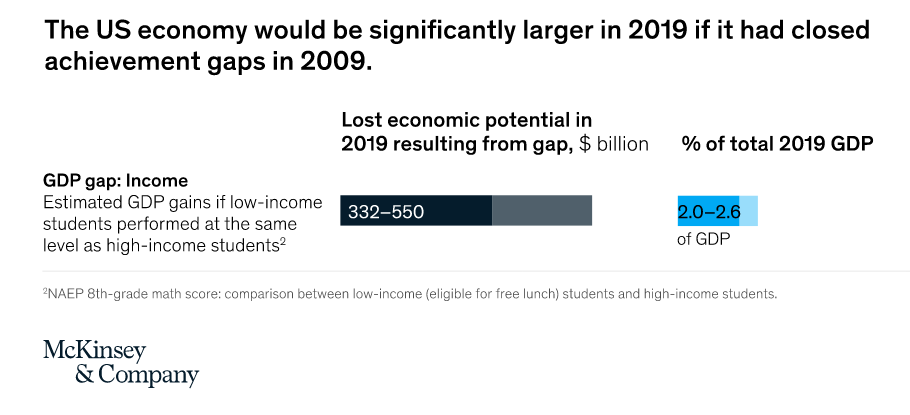 The US economy would be significantly larger in 2019 if it had closed
achievement gaps in 2009.
Lost economic potential in
2019 resulting from gap, $ billion
% of total 2019 GDP
GDP gap: Income
Estimated GDP gains if low-income
students performed at the same
level as high-income students²
332–550
2.0–2.6
of GDP
²NAEP 8th-grade math score: comparison between low-income (eligible for free lunch) students and high-income students.
McKinsey
& Company